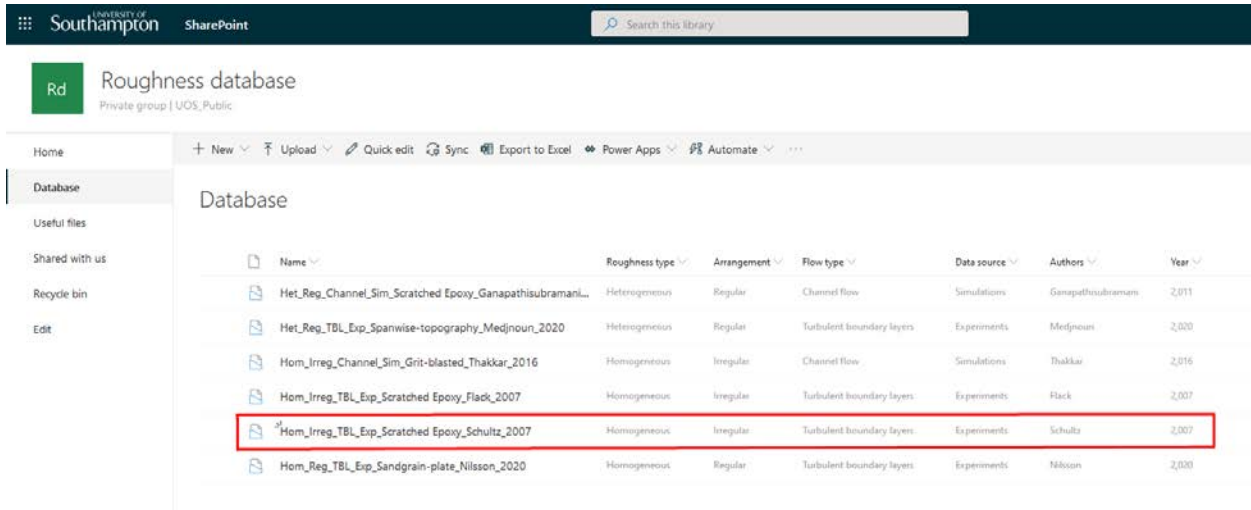 UNIVERSITY OF
Southampton SharePoint Search this library
Rd Roughness database
Private group | UOS_Public
Home + New Upload Quick edit Sync Export to Excel Power Apps Automate ...
Database
Database
Useful files
Shared with us Name Roughness type Arrangement Flow type Data source Authors Year
Recycle bin Het_Reg_Channel_Sim_Scratched Epoxy_Ganapathisubramani... Heterogeneous Regular Channel flow Simulations Ganapathisubramani 2,011
Edit Het_Reg_TBL_Exp_Spanwise-topography_Medjnoun_2020 Heterogeneous Regular Turbulent boundary layers Experiments Medjnoun 2,020
Hom_Irreg_Channel_Sim_Grit-blasted_Thakkar_2016 Homogeneous Irregular Channel flow Simulations Thakkar 2,016
Hom_Irreg_TBL_Exp_Scratched Epoxy_Flack_2007 Homogeneous Irregular Turbulent boundary layers Experiments Flack 2,007
Hom_Irreg_TBL_Exp_Scratched Epoxy_Schultz_2007 Homogeneous Irregular Turbulent boundary layers Experiments Schultz 2,007
Hom_Reg_TBL_Exp_Sandgrain-plate_Nilsson_2020 Homogeneous Regular Turbulent boundary layers Experiments Nilsson 2,020